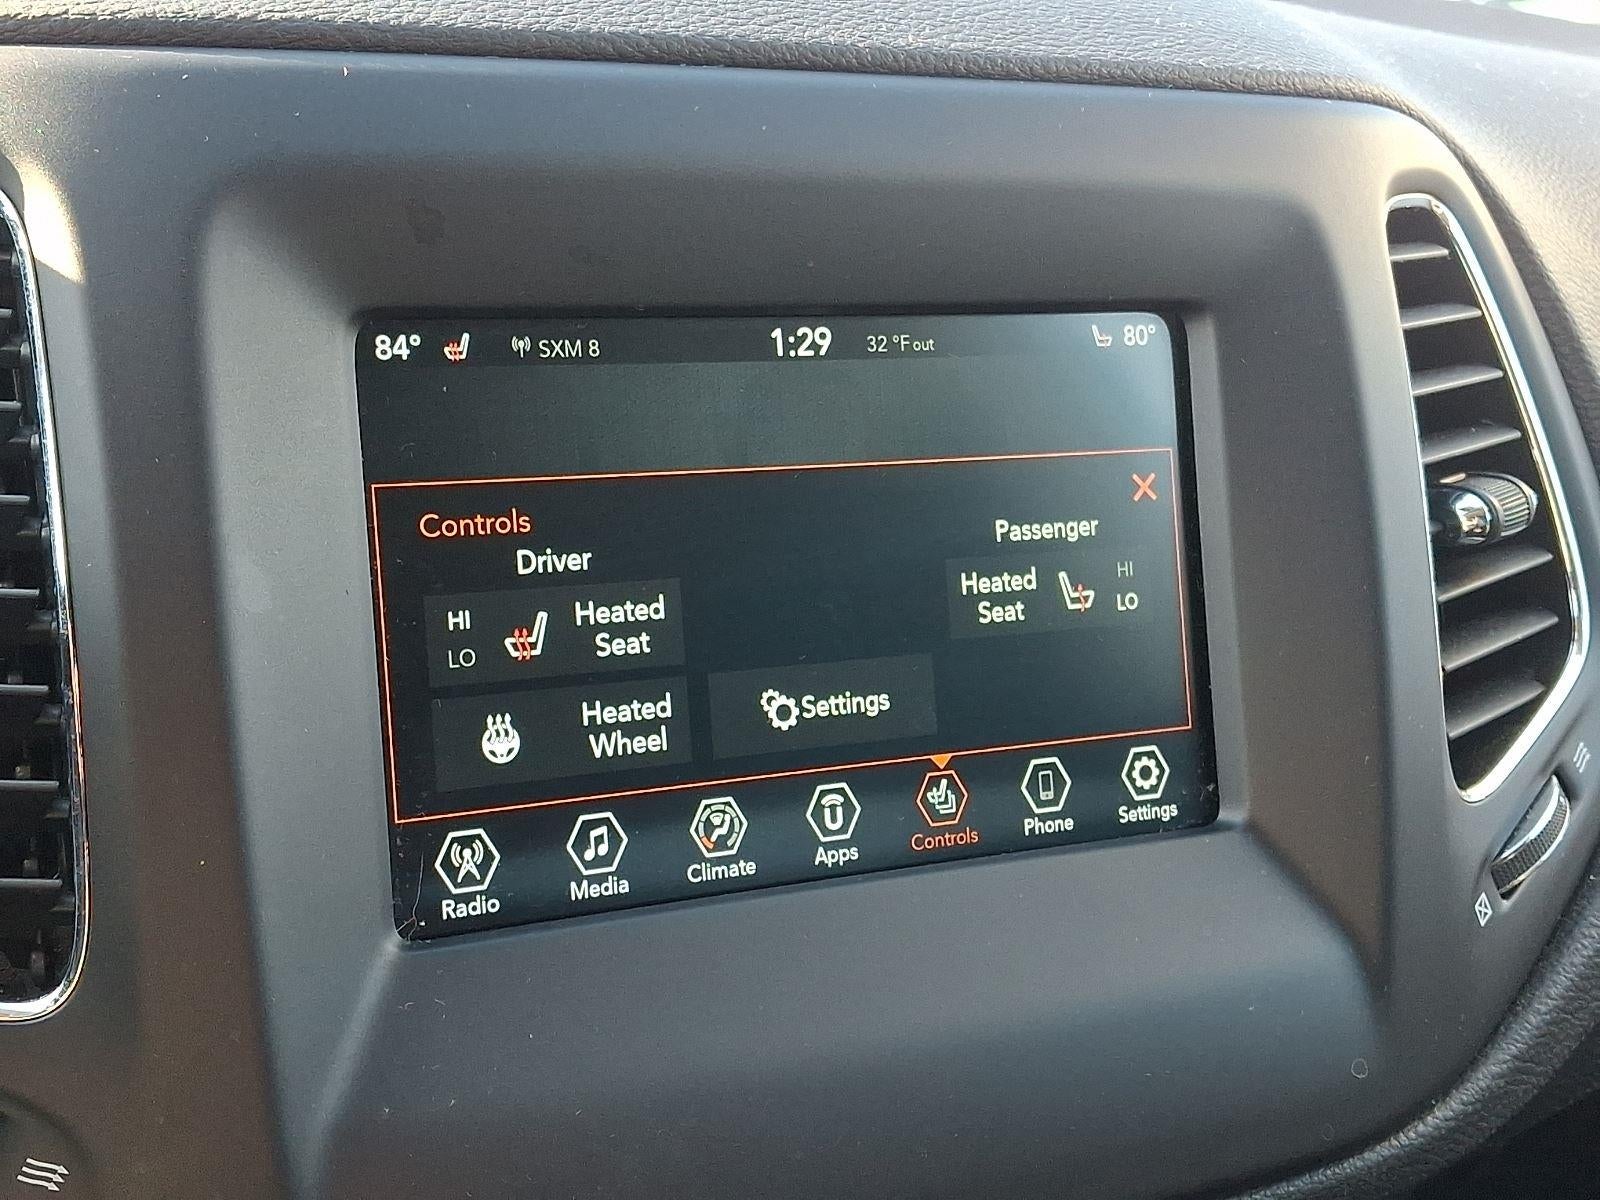 84° SXM 8 1:29 32 °F out 80°
Controls
Driver
Passenger
HI
LO
Heated
Seat
Heated
Seat
HI
LO
Heated
Wheel
Settings
Radio
Media
Climate
Apps
Controls
Phone
Settings